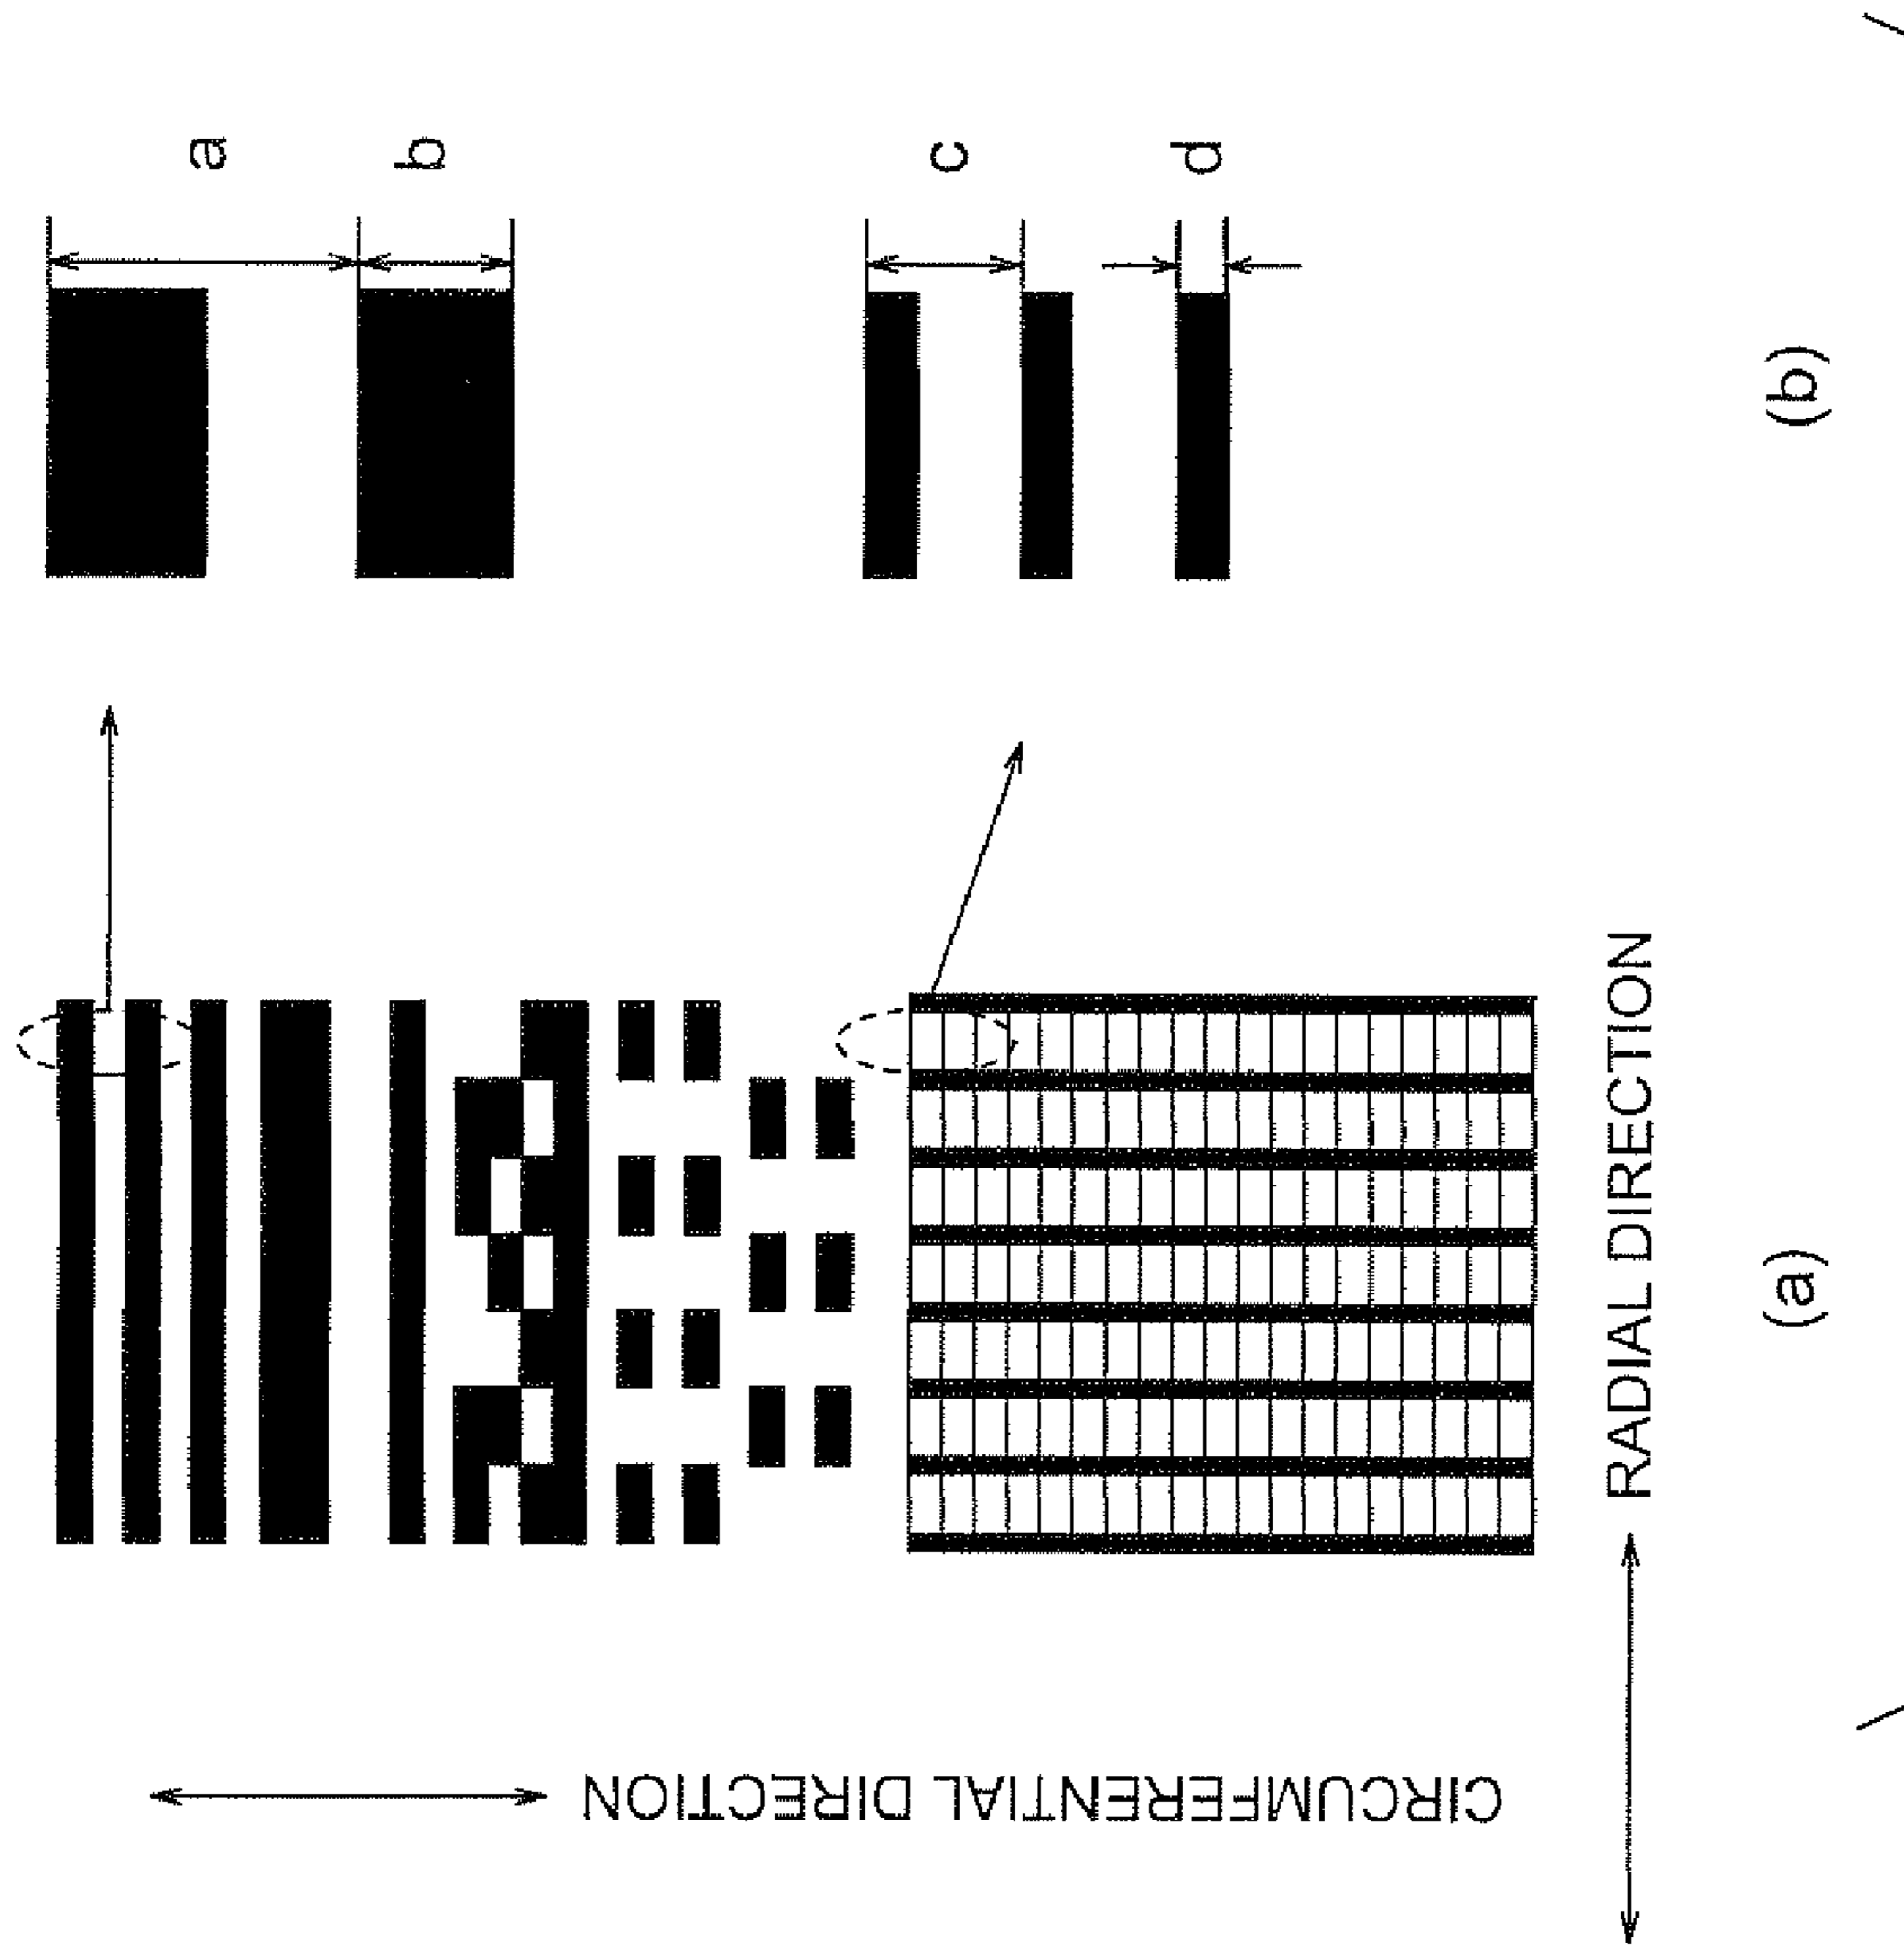 CIRCUMFERENTIAL DIRECTION
RADIAL DIRECTION
(a)
a
b
c
d
(b)